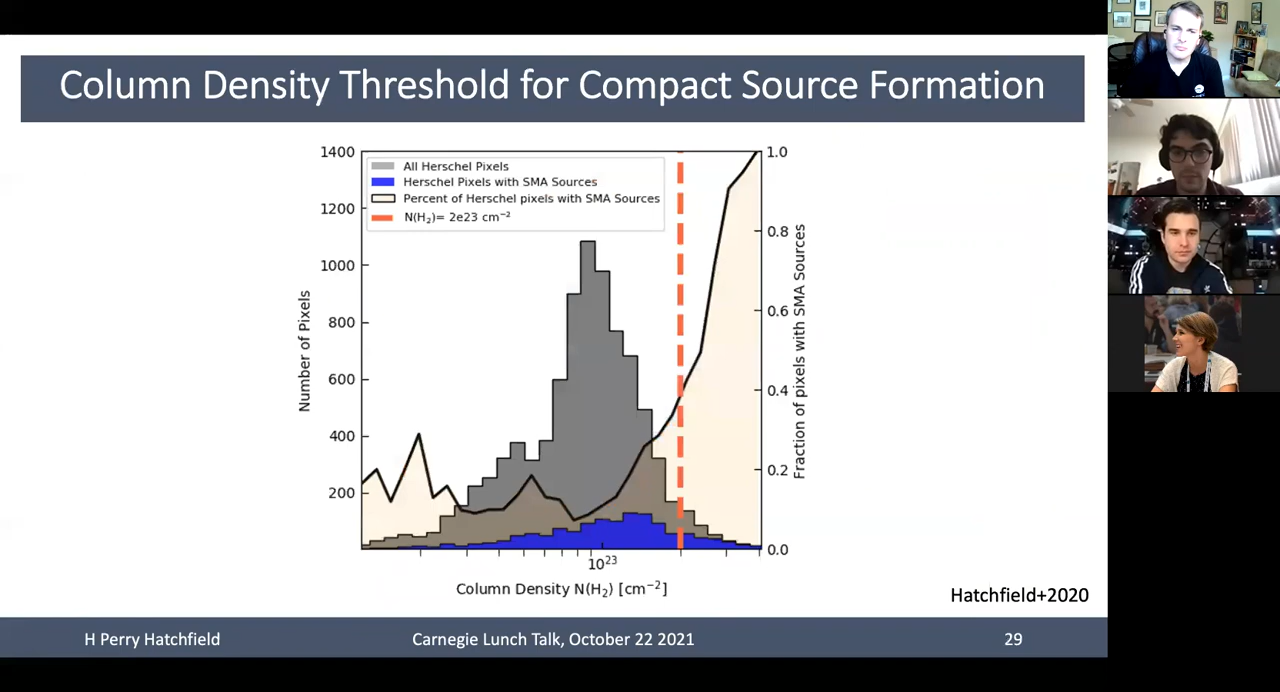 Column Density Threshold for Compact Source Formation
All Herschel Pixels
Herschel Pixels with SMA Sources
Percent of Herschel pixels with SMA Sources
N(H₂)= 2e23 cm⁻²
1400
1200
1000
800
600
400
200
Number of Pixels
1.0
0.8
0.6
0.4
0.2
0.0
Fraction of pixels with SMA Sources
10²³
Column Density N(H₂) [cm⁻²]
Hatchfield+2020
H Perry Hatchfield
Carnegie Lunch Talk, October 22 2021
29